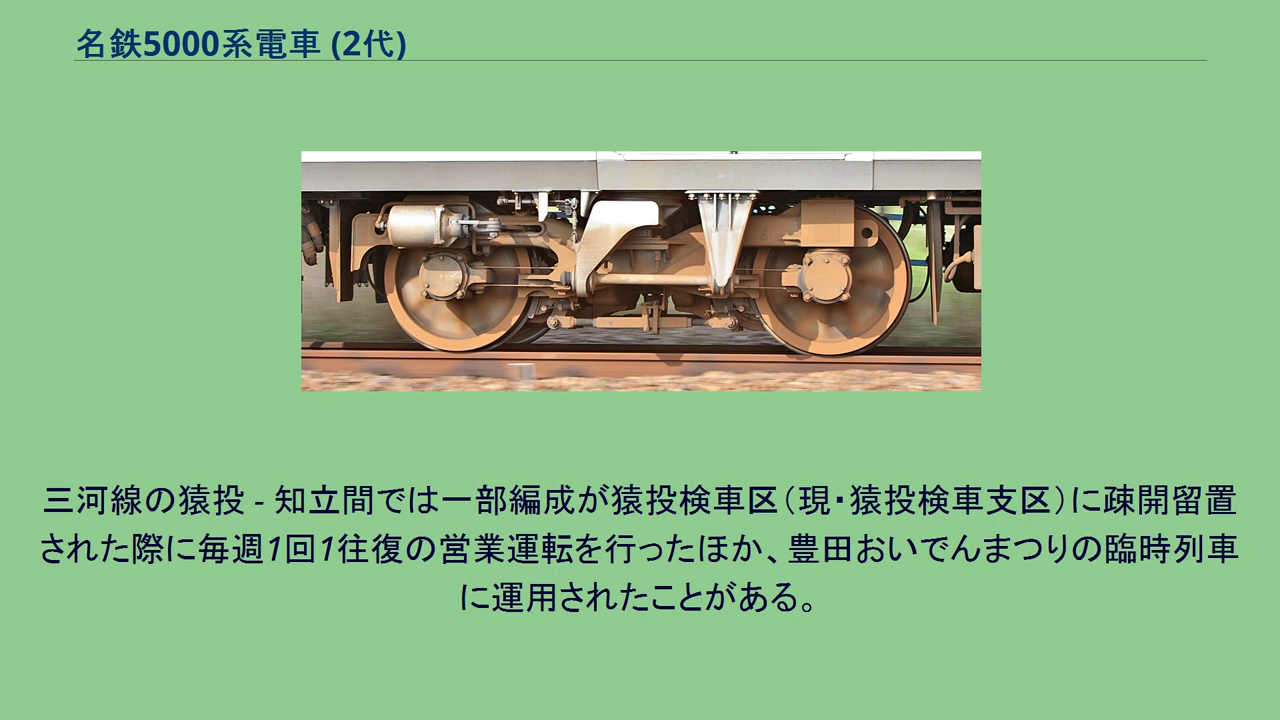 名鉄5000系電車 (2代)
三河線の猿投 - 知立間では一部編成が猿投検車区（現・猿投検車支区）に疎開留置
された際に毎週1回1往復の営業運転を行ったほか、豊田おいでんまつりの臨時列車
に運用されたことがある。